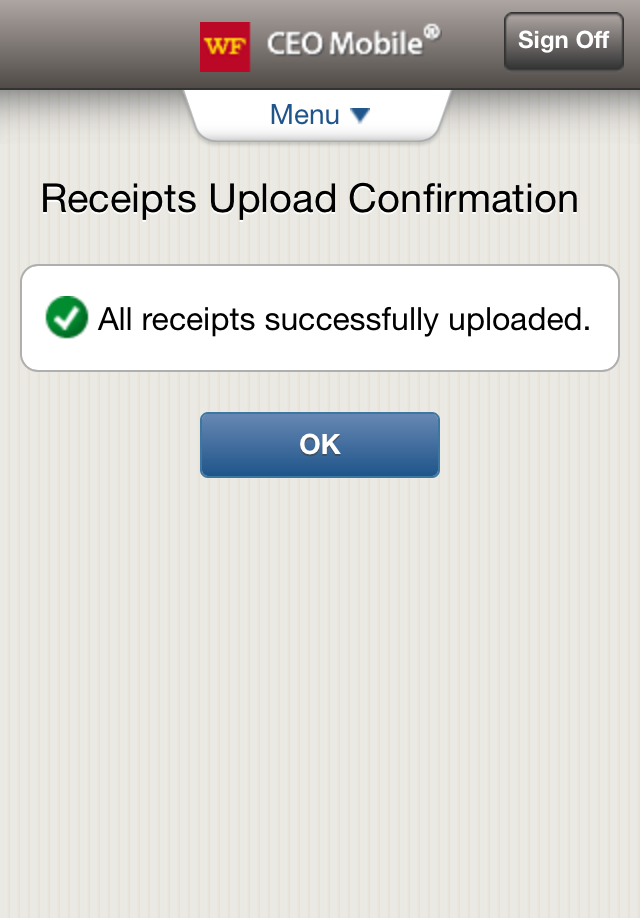 WF CEO Mobile® Sign Off
Menu
Receipts Upload Confirmation
All receipts successfully uploaded.
OK